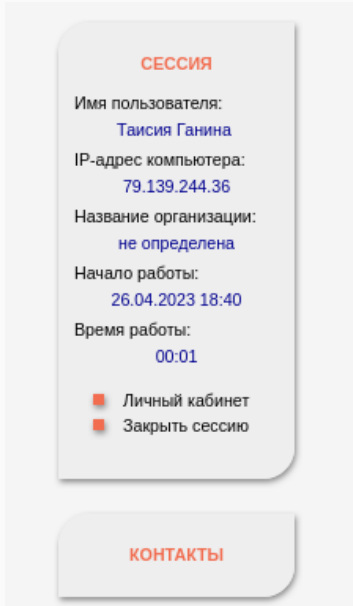 СЕССИЯ
Имя пользователя:
Таисия Ганина
IP-адрес компьютера:
79.139.244.36
Название организации:
не определена
Начало работы:
26.04.2023 18:40
Время работы:
00:01
Личный кабинет
Закрыть сессию
КОНТАКТЫ